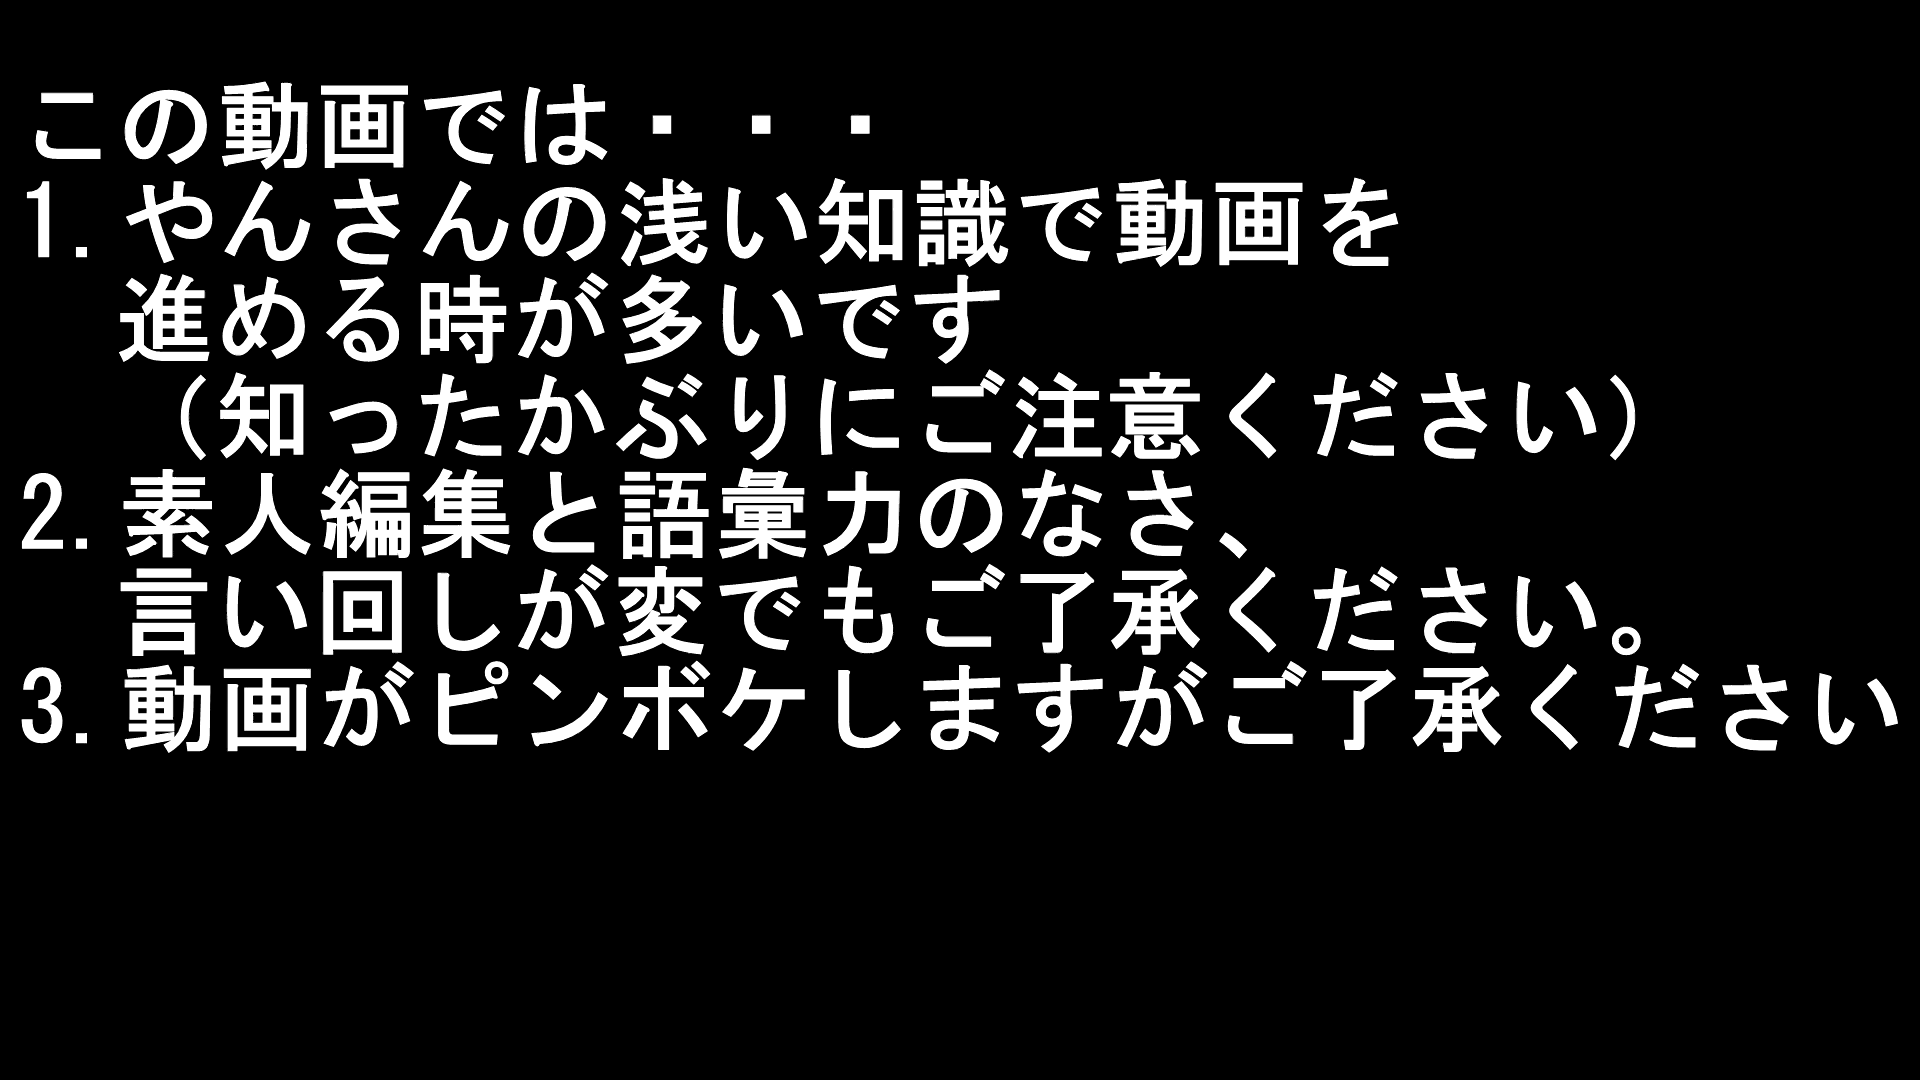 この動画では・・・
1.やんさんの浅い知識で動画を
進める時が多いです
（知ったかぶりにご注意ください）
2.素人編集と語彙力のなさ、
言い回しが変でもご了承ください。
3.動画がピンボケしますがご了承ください